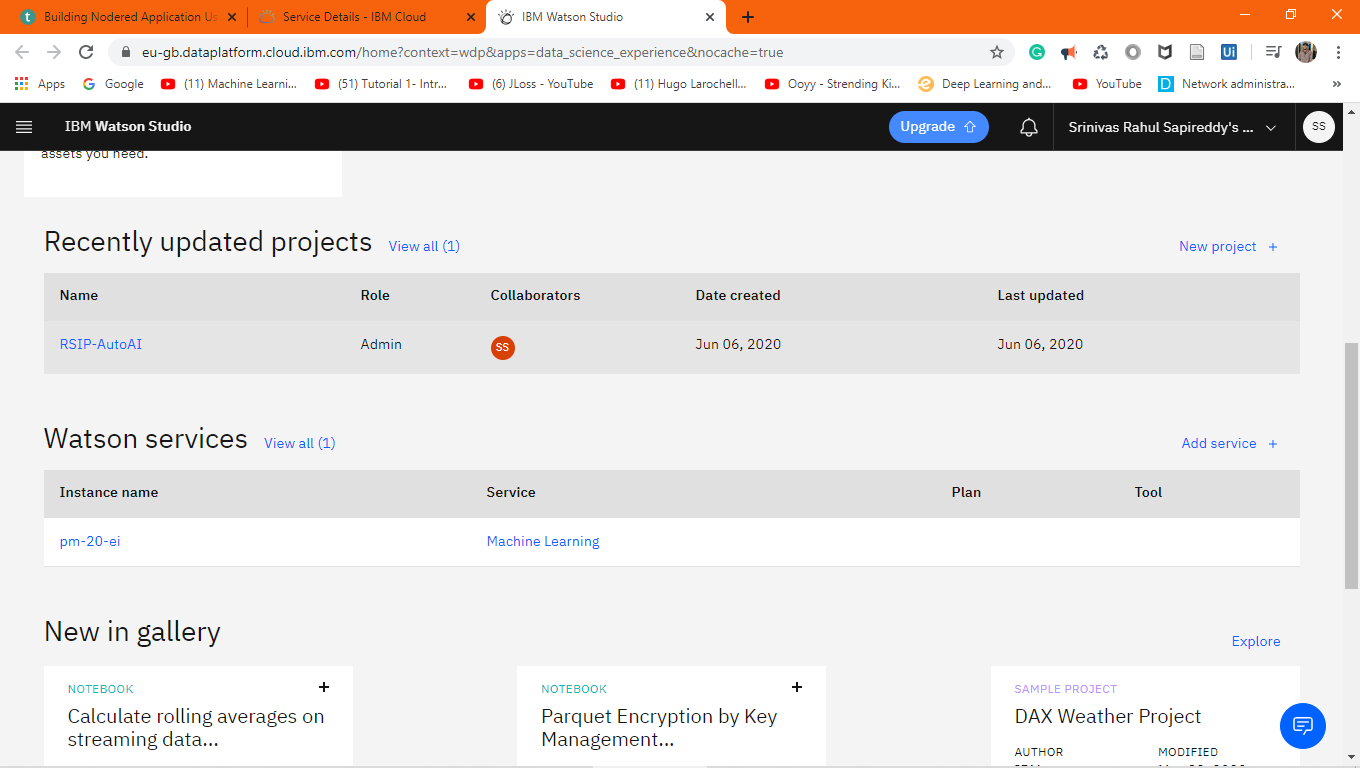 Building Nodered Application Us
Service Details - IBM Cloud
IBM Watson Studio
eu-gb.dataplatform.cloud.ibm.com/home?context=wdp&apps=data_science_experience&nocache=true
Apps
Google
(11) Machine Learni...
(51) Tutorial 1- Intr...
(6) JLoss - YouTube
(11) Hugo Larochell...
Ooyy - Strending Ki...
Deep Learning and...
YouTube
Network administra...
»
IBM Watson Studio
Upgrade
Srinivas Rahul Sapireddy's ...
SS
assets you need.
Recently updated projects
View all (1)
New project +
Name Role Collaborators Date created Last updated
RSIP-AutoAI Admin SS Jun 06, 2020 Jun 06, 2020
Watson services
View all (1)
Add service +
Instance name Service Plan Tool
pm-20-ei Machine Learning
New in gallery
Explore
NOTEBOOK
Calculate rolling averages on
streaming data...
NOTEBOOK
Parquet Encryption by Key
Management...
SAMPLE PROJECT
DAX Weather Project
AUTHOR MODIFIED